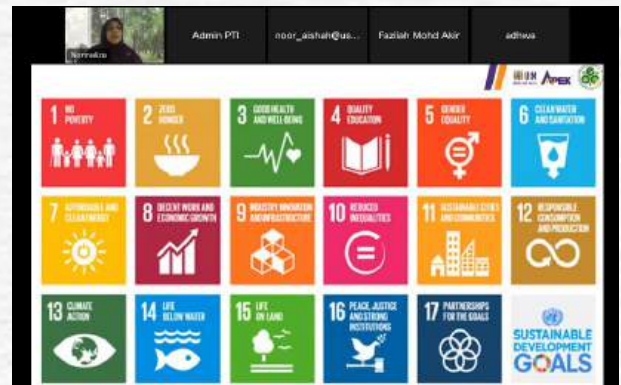 Admin PTI
noor_aishah@us...
Fazilah Mohd Akir
adhwa
APEK
1 NO
POVERTY
2 ZERO
HUNGER
3 GOOD HEALTH
AND WELL-BEING
4 QUALITY
EDUCATION
5 GENDER
EQUALITY
6 CLEAN WATER
AND SANITATION
7 AFFORDABLE AND
CLEAN ENERGY
8 DECENT WORK AND
ECONOMIC GROWTH
9 INDUSTRY, INNOVATION
AND INFRASTRUCTURE
10 REDUCED
INEQUALITIES
11 SUSTAINABLE CITIES
AND COMMUNITIES
12 RESPONSIBLE
CONSUMPTION
AND PRODUCTION
13 CLIMATE
ACTION
14 LIFE
BELOW WATER
15 LIFE
ON LAND
16 PEACE, JUSTICE
AND STRONG
INSTITUTIONS
17 PARTNERSHIPS
FOR THE GOALS
SUSTAINABLE
DEVELOPMENT
GOALS